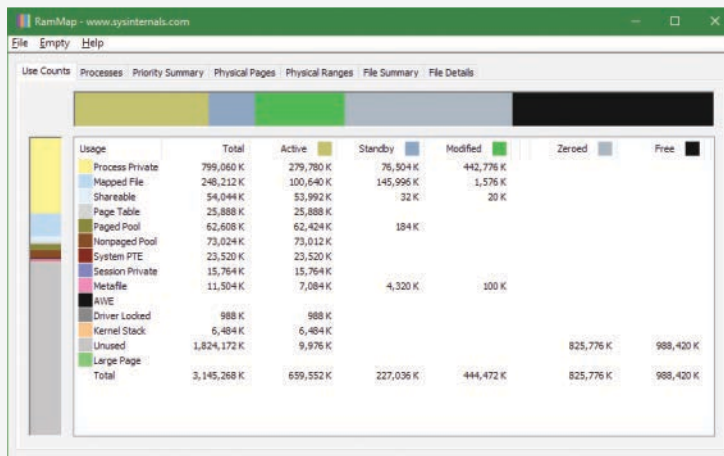 RamMap - www.sysinternals.com
File Empty Help
Use Counts Processes Priority Summary Physical Pages Physical Ranges File Summary File Details
Usage Total Active Standby Modified Zeroed Free
Process Private 799,060 K 279,780 K 76,504 K 442,776 K
Mapped File 248,212 K 100,640 K 145,996 K 1,576 K
Shareable 54,044 K 53,992 K 32 K 20 K
Page Table 25,888 K 25,888 K
Paged Pool 62,608 K 62,424 K 184 K
Nonpaged Pool 73,024 K 73,012 K
System PTE 23,520 K 23,520 K
Session Private 15,764 K 15,764 K
Metafile 11,504 K 7,084 K 4,320 K 100 K
AWE
Driver Locked 988 K 988 K
Kernel Stack 6,484 K 6,484 K
Unused 1,824,172 K 9,976 K 825,776 K 988,420 K
Large Page
Total 3,145,268 K 659,552 K 227,036 K 444,472 K 825,776 K 988,420 K